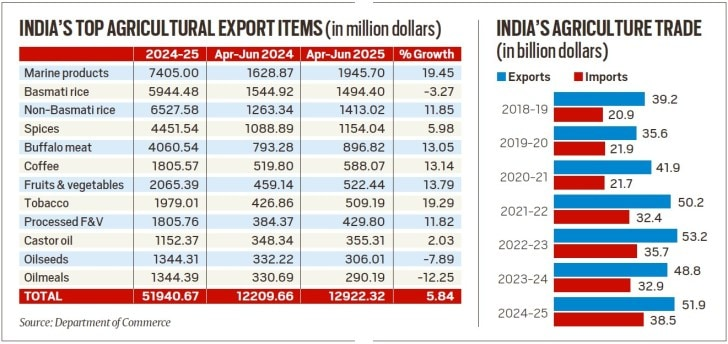 INDIA'S TOP AGRICULTURAL EXPORT ITEMS (in million dollars)
2024-25 Apr-Jun 2024 Apr-Jun 2025 % Growth
Marine products 7405.00 1628.87 1945.70 19.45
Basmati rice 5944.48 1544.92 1494.40 -3.27
Non-Basmati rice 6527.58 1263.34 1413.02 11.85
Spices 4451.54 1088.89 1154.04 5.98
Buffalo meat 4060.54 793.28 896.82 13.05
Coffee 1805.57 519.80 588.07 13.14
Fruits & vegetables 2065.39 459.14 522.44 13.79
Tobacco 1979.01 426.86 509.19 19.29
Processed F&V 1805.76 384.37 429.80 11.82
Castor oil 1152.37 348.34 355.31 2.03
Oilseeds 1344.31 332.22 306.01 -7.89
Oilmeals 1344.39 330.69 290.19 -12.25
TOTAL 51940.67 12209.66 12922.32 5.84
Source: Department of Commerce
INDIA'S AGRICULTURE TRADE
(in billion dollars)
Exports Imports
2018-19 39.2
20.9
2019-20 35.6
21.9
2020-21 41.9
21.7
2021-22 50.2
32.4
2022-23 53.2
35.7
2023-24 48.8
32.9
2024-25 51.9
38.5